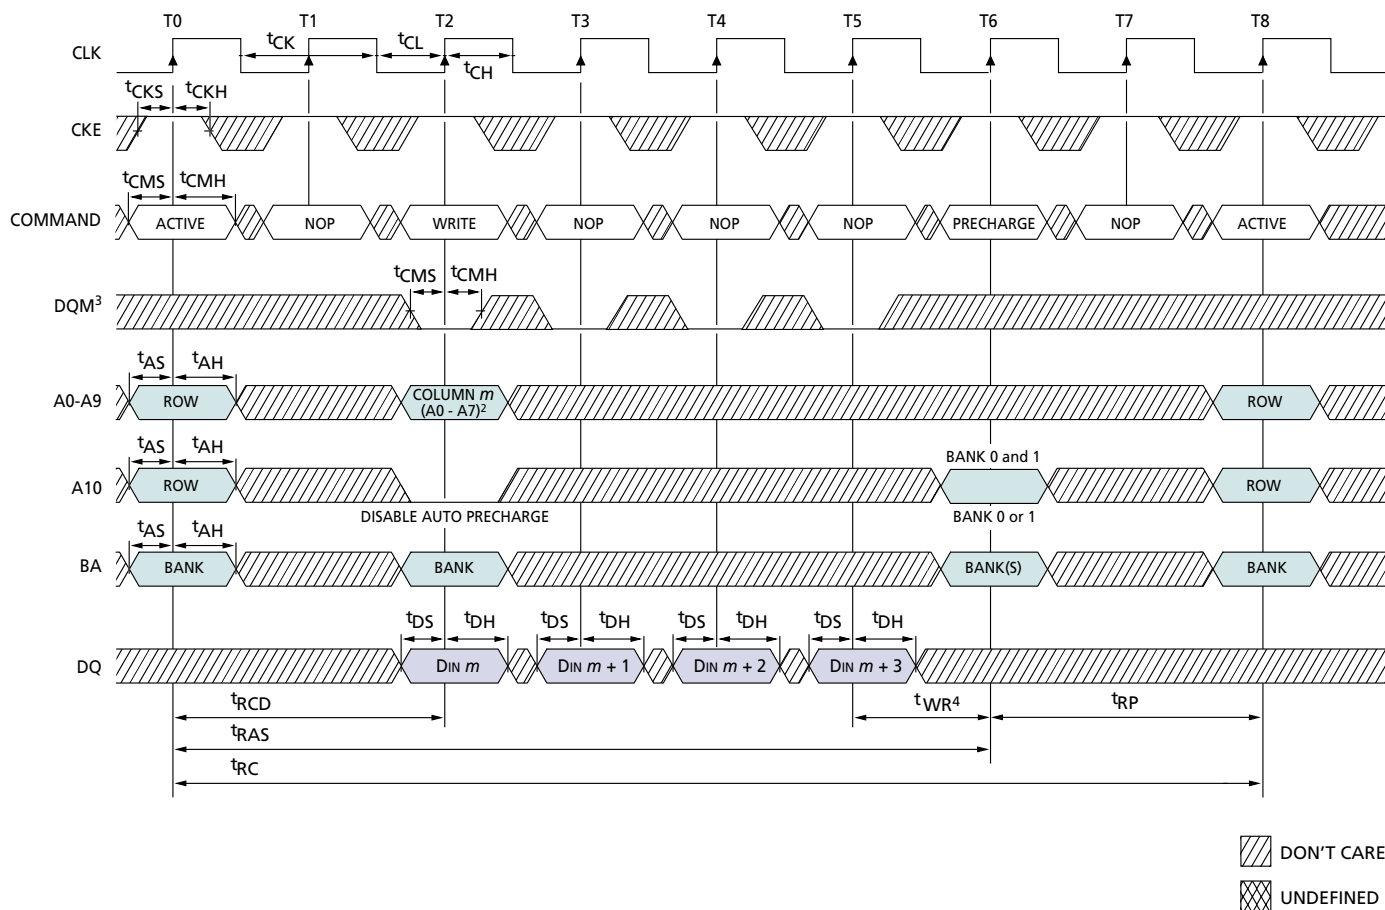 T0 T1 T2 T3 T4 T5 T6 T7 T8
CLK tCK tCL tCH
tCKS tCKH
CKE
tCMS tCMH
COMMAND ACTIVE NOP WRITE NOP NOP NOP PRECHARGE NOP ACTIVE
tCMS tCMH
DQM3
tAS tAH
A0-A9 ROW COLUMN m (A0 - A7)2 ROW
tAS tAH
BANK 0 and 1
A10 ROW ROW
DISABLE AUTO PRECHARGE BANK 0 or 1
tAS tAH
BA BANK BANK BANK(S) BANK
tDS tDH tDS tDH tDS tDH tDS tDH
DQ DIN m DIN m + 1 DIN m + 2 DIN m + 3
tRCD tWR4 tRP
tRAS
tRC
DON'T CARE
UNDEFINED